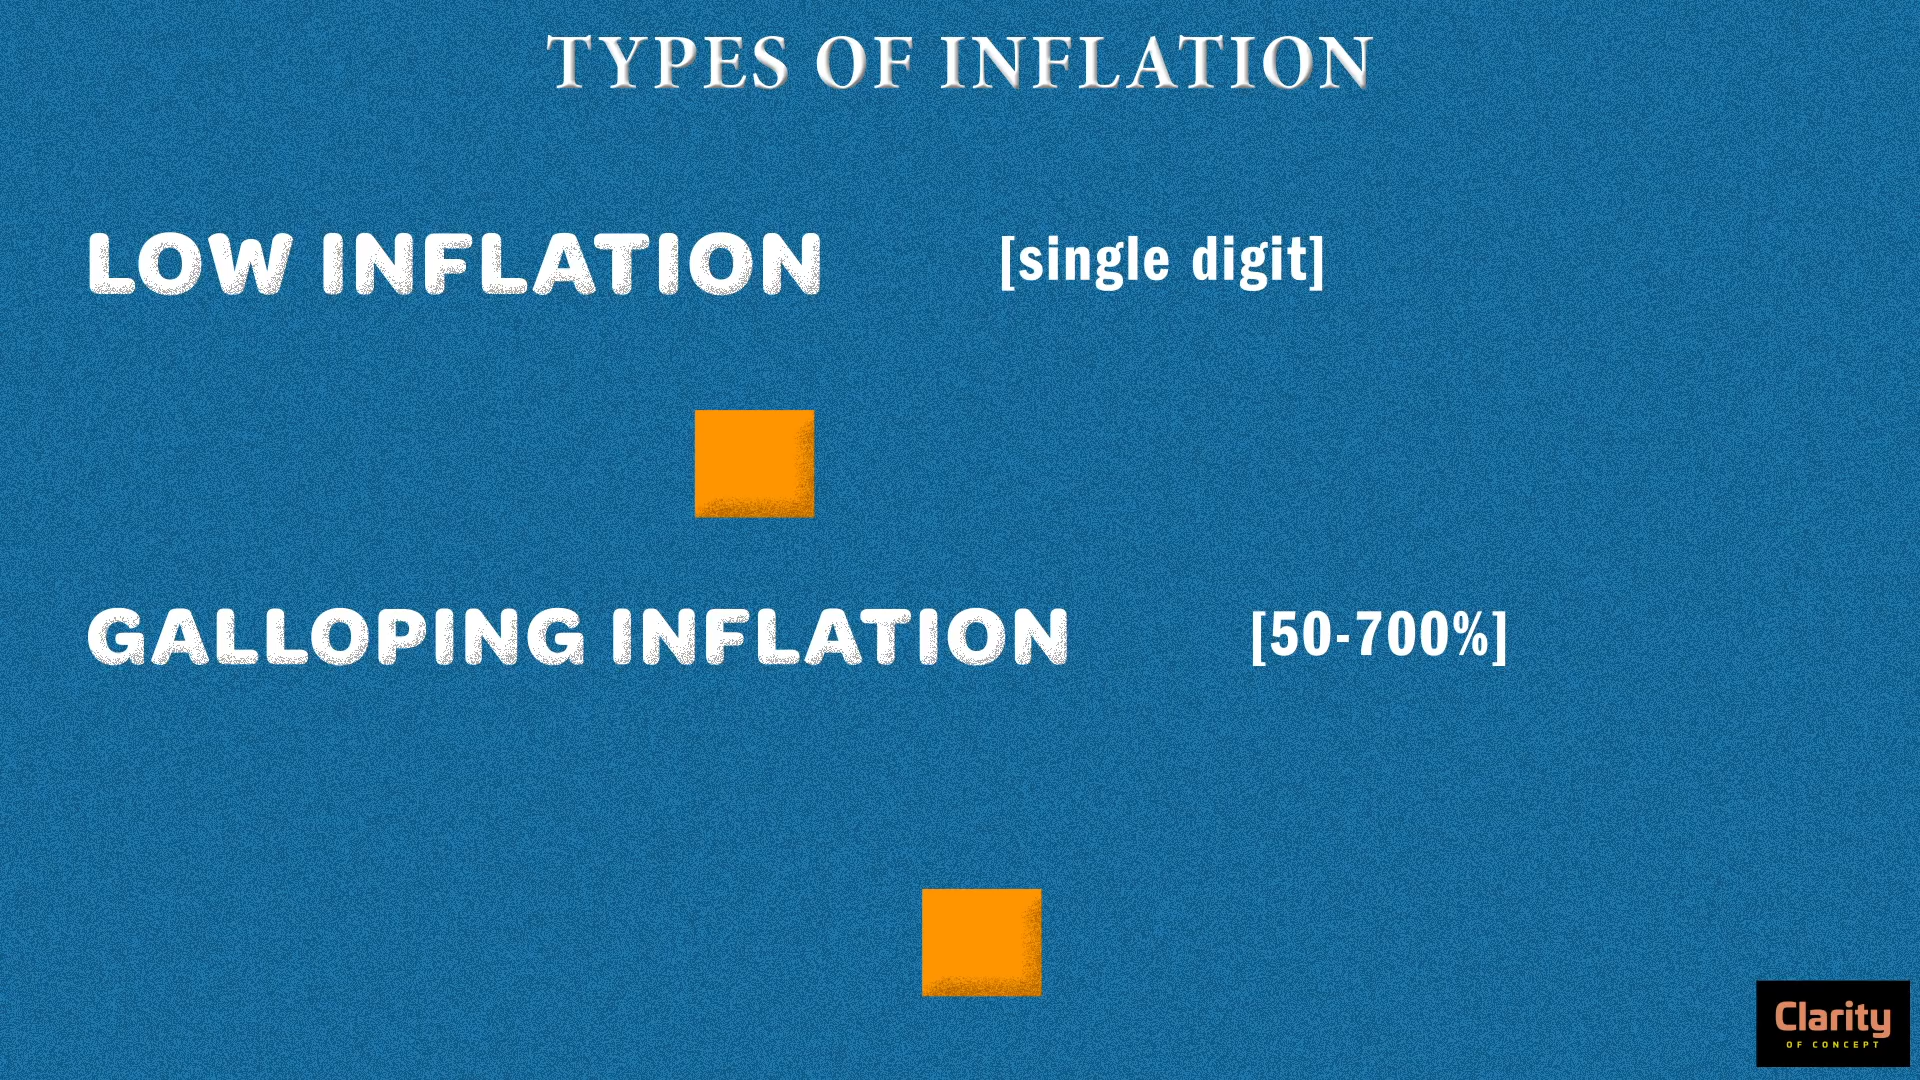 TYPES OF INFLATION
LOW INFLATION [single digit]
GALLOPING INFLATION [50-700%]
Clarity
OF CONCEPT